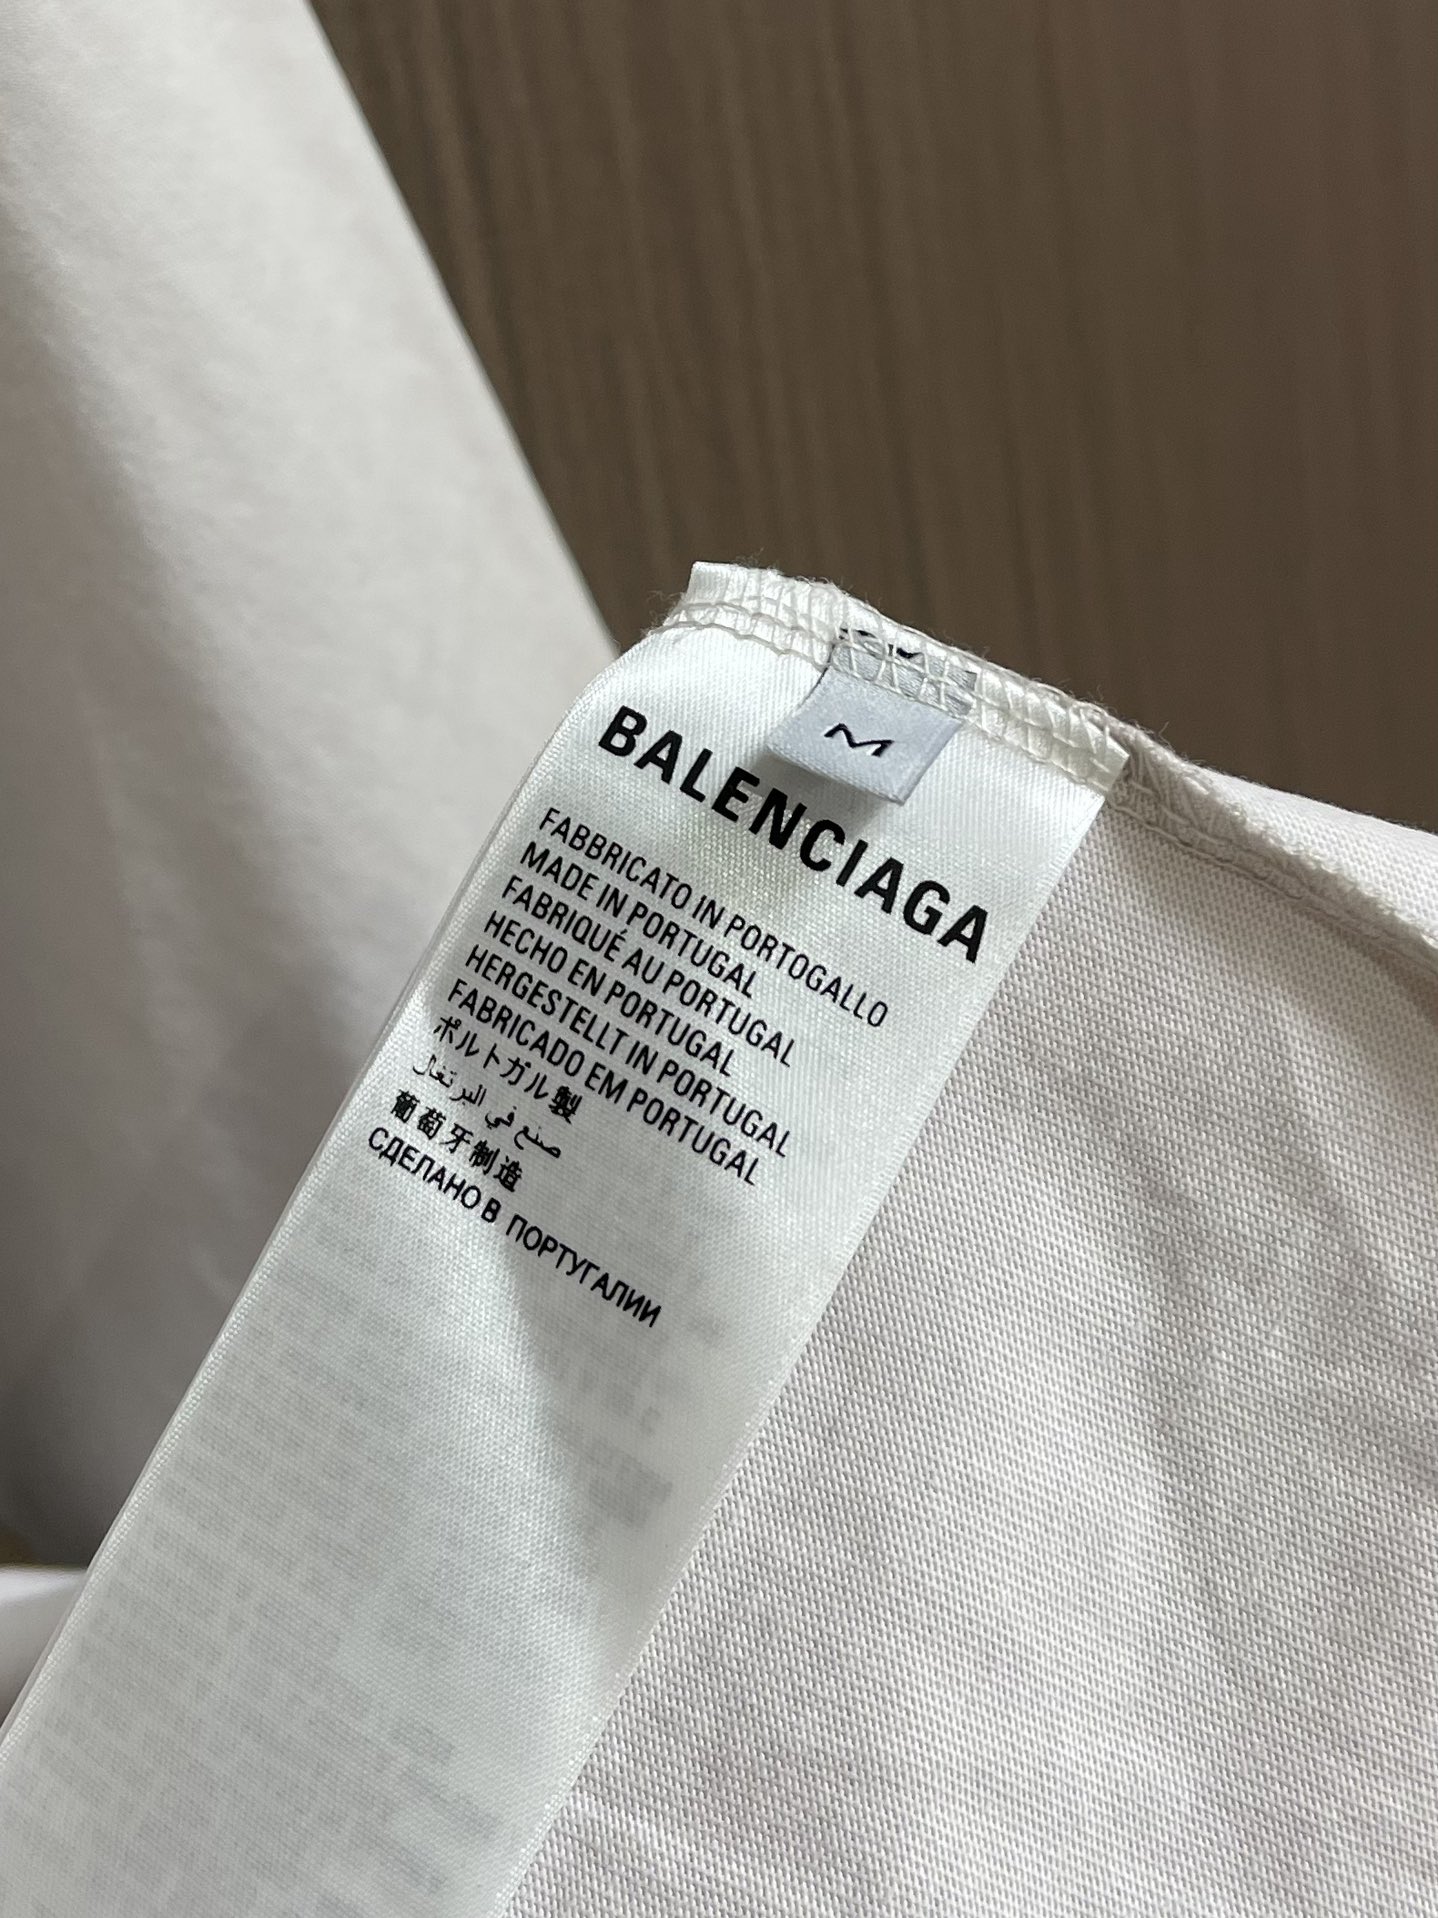 M
BALENCIAGA
FABBRICATO IN PORTOGALLO
MADE IN PORTUGAL
FABRIQUÉ AU PORTUGAL
HECHO EN PORTUGAL
HERGESTELLT IN PORTUGAL
FABRICADO EM PORTUGAL
ポルトガル製
صنع في البرتغال
葡萄牙制造
СДЕЛАНО В ПОРТУГАЛИИ